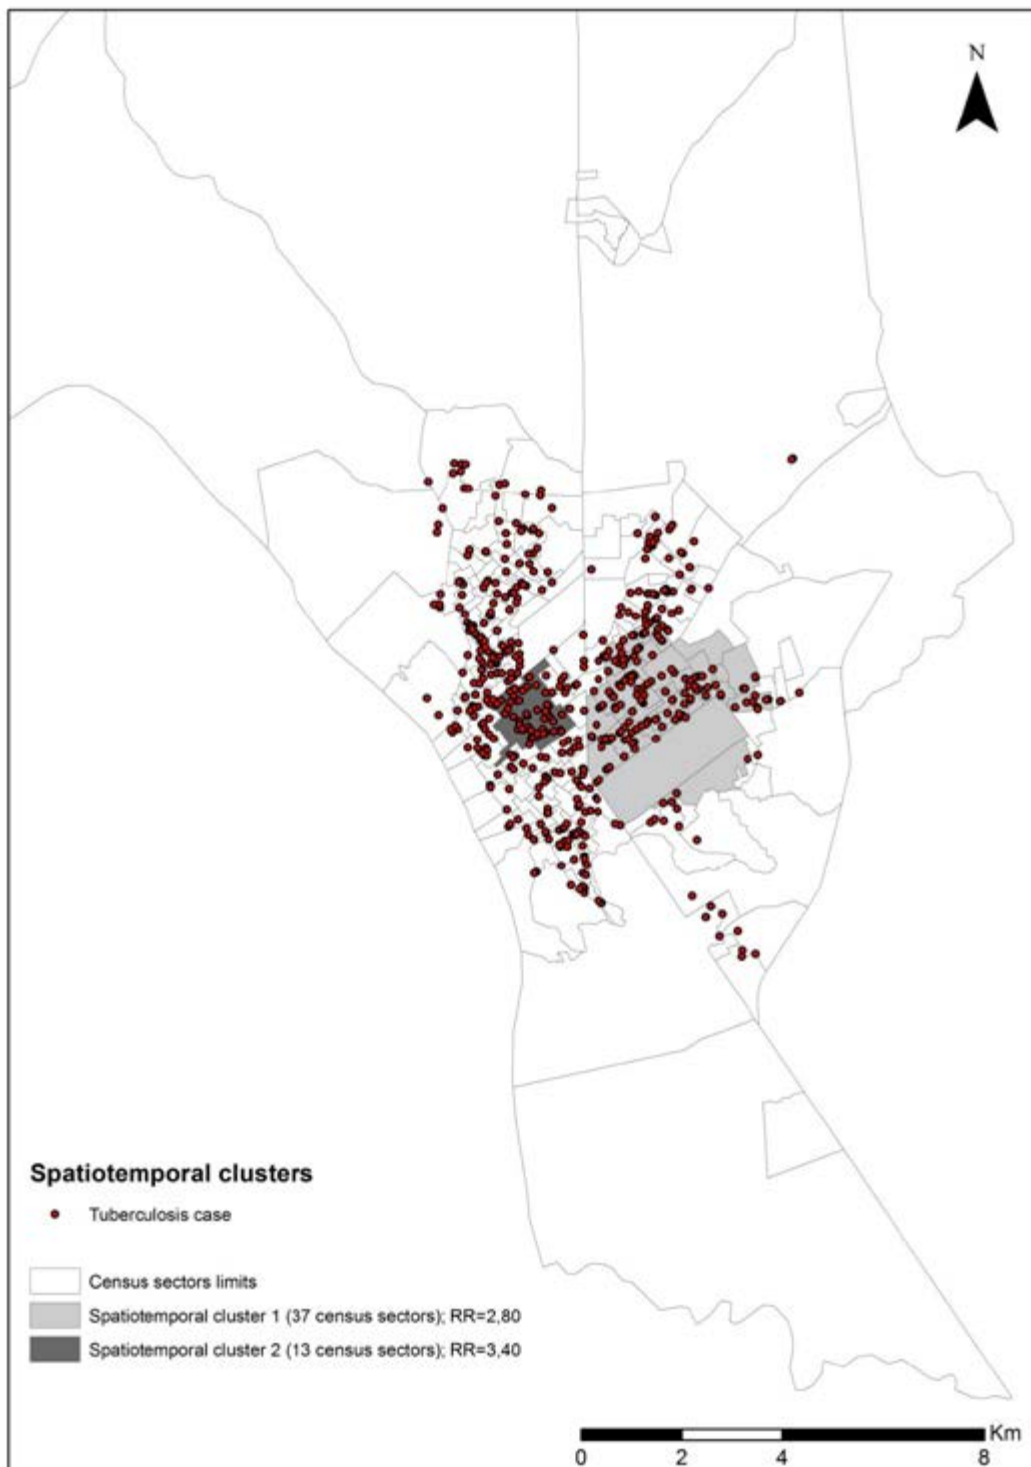 N
Spatiotemporal clusters
Tuberculosis case
Census sectors limits
Spatiotemporal cluster 1 (37 census sectors); RR=2,80
Spatiotemporal cluster 2 (13 census sectors); RR=3,40
Km
0 2 4 8